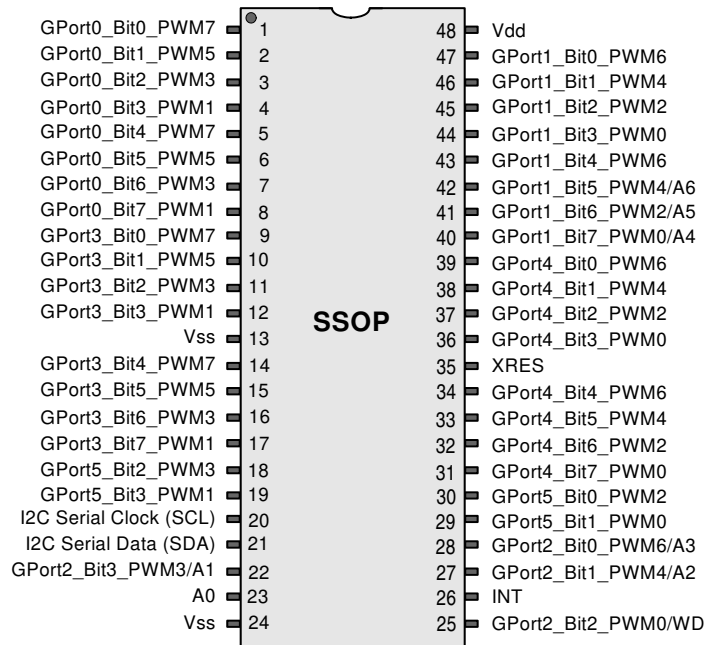 GPort0_Bit0_PWM7 1 48 Vdd
GPort0_Bit1_PWM5 2 47 GPort1_Bit0_PWM6
GPort0_Bit2_PWM3 3 46 GPort1_Bit1_PWM4
GPort0_Bit3_PWM1 4 45 GPort1_Bit2_PWM2
GPort0_Bit4_PWM7 5 44 GPort1_Bit3_PWM0
GPort0_Bit5_PWM5 6 43 GPort1_Bit4_PWM6
GPort0_Bit6_PWM3 7 42 GPort1_Bit5_PWM4/A6
GPort0_Bit7_PWM1 8 41 GPort1_Bit6_PWM2/A5
GPort3_Bit0_PWM7 9 40 GPort1_Bit7_PWM0/A4
GPort3_Bit1_PWM5 10 39 GPort4_Bit0_PWM6
GPort3_Bit2_PWM3 11 38 GPort4_Bit1_PWM4
GPort3_Bit3_PWM1 12 37 GPort4_Bit2_PWM2
SSOP
Vss 13 36 GPort4_Bit3_PWM0
GPort3_Bit4_PWM7 14 35 XRES
GPort3_Bit5_PWM5 15 34 GPort4_Bit4_PWM6
GPort3_Bit6_PWM3 16 33 GPort4_Bit5_PWM4
GPort3_Bit7_PWM1 17 32 GPort4_Bit6_PWM2
GPort5_Bit2_PWM3 18 31 GPort4_Bit7_PWM0
GPort5_Bit3_PWM1 19 30 GPort5_Bit0_PWM2
I2C Serial Clock (SCL) 20 29 GPort5_Bit1_PWM0
I2C Serial Data (SDA) 21 28 GPort2_Bit0_PWM6/A3
GPort2_Bit3_PWM3/A1 22 27 GPort2_Bit1_PWM4/A2
A0 23 26 INT
Vss 24 25 GPort2_Bit2_PWM0/WD